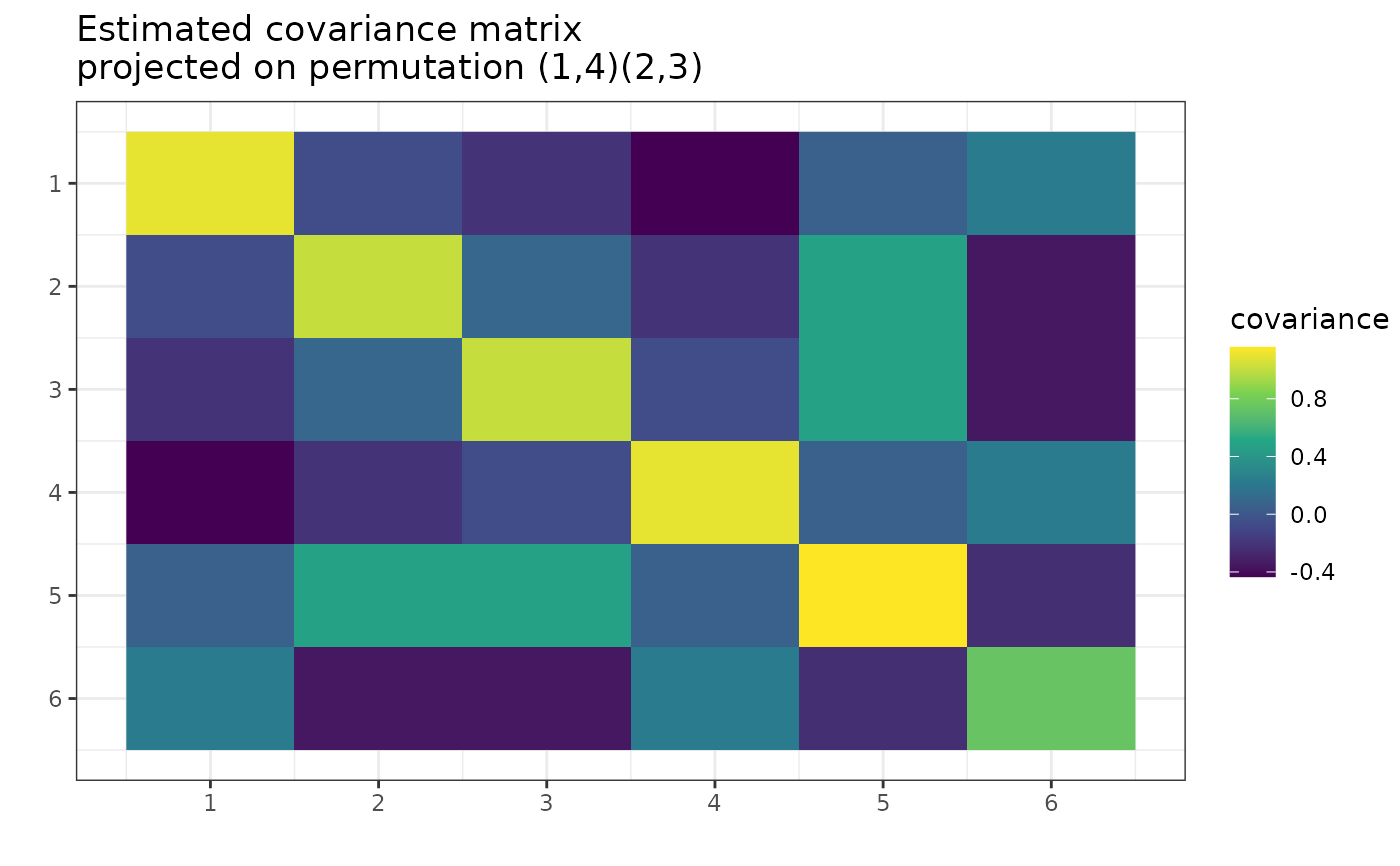 Estimated covariance matrix
projected on permutation (1,4)(2,3)
1
2
3
4
5
6
1 2 3 4 5 6
covariance
0.8
0.4
0.0
-0.4